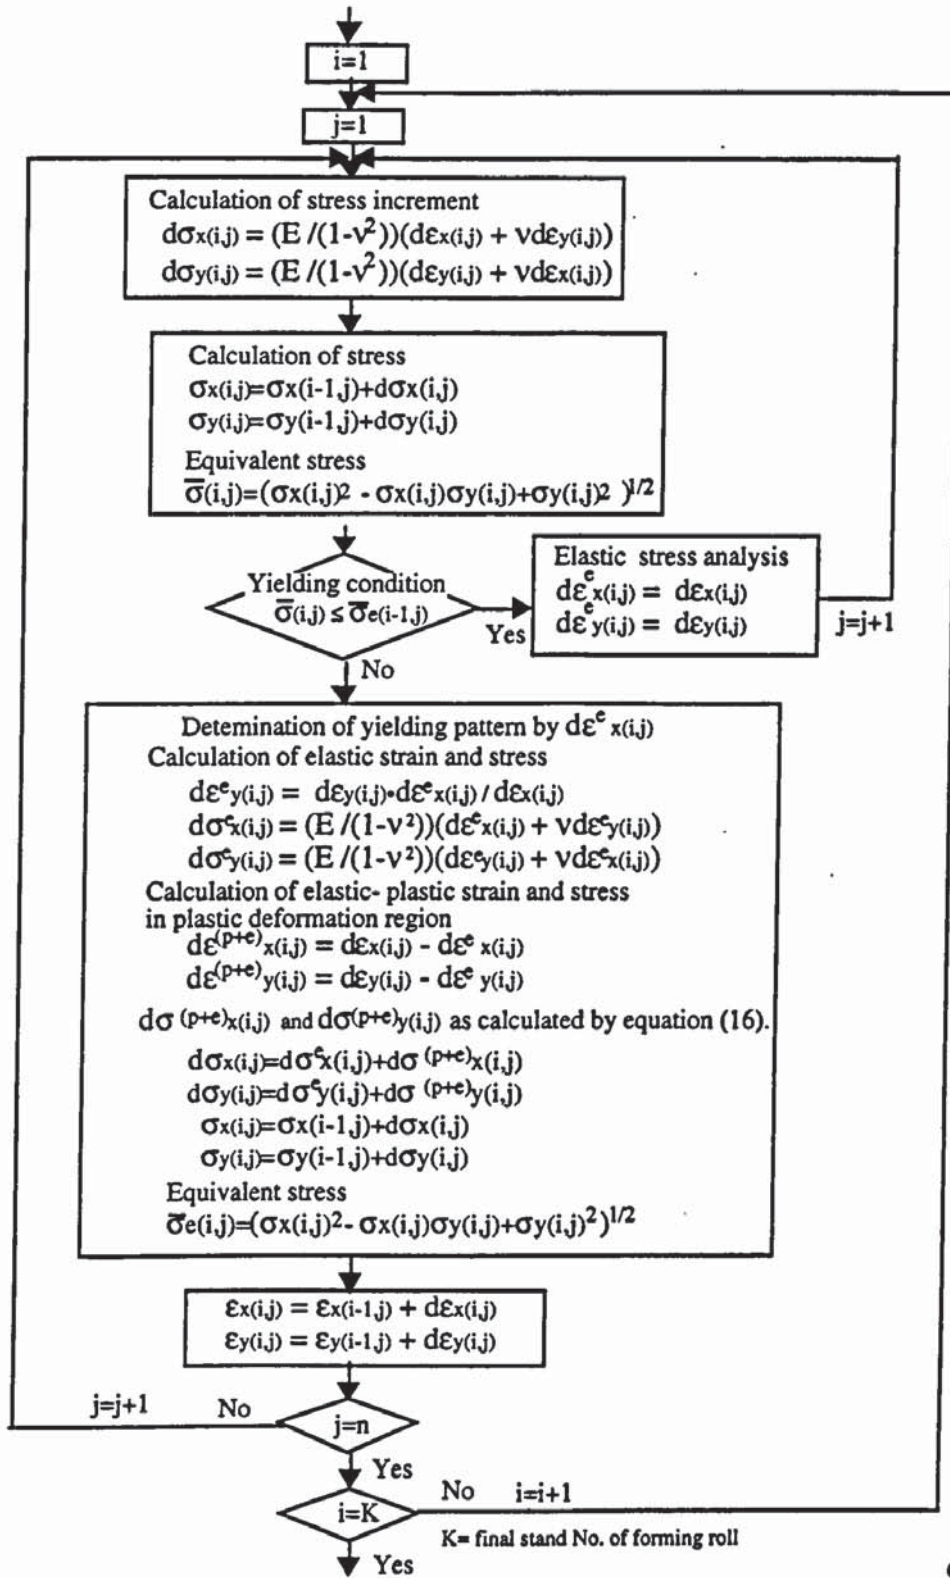 i=1
j=1
Calculation of stress increment
dσx(i,j) = (E /(1-ν²))(dεx(i,j) + νdεy(i,j))
dσy(i,j) = (E /(1-ν²))(dεy(i,j) + νdεx(i,j))
Calculation of stress
σx(i,j)=σx(i-1,j)+dσx(i,j)
σy(i,j)=σy(i-1,j)+dσy(i,j)
Equivalent stress
σ̅(i,j)=(σx(i,j)2 - σx(i,j)σy(i,j)+σy(i,j)2 )1/2
Yielding condition
σ̅(i,j) ≤ σ̅e(i-1,j)
Yes
Elastic stress analysis
dεᵉx(i,j) = dεx(i,j)
dεᵉy(i,j) = dεy(i,j)
j=j+1
No
Detemination of yielding pattern by dεᵉ x(i,j)
Calculation of elastic strain and stress
dεᵉy(i,j) = dεy(i,j)•dεᵉx(i,j) / dεx(i,j)
dσᵉx(i,j) = (E /(1-ν²))(dεᵉx(i,j) + νdεᵉy(i,j))
dσᵉy(i,j) = (E /(1-ν²))(dεᵉy(i,j) + νdεᵉx(i,j))
Calculation of elastic- plastic strain and stress
in plastic deformation region
dε(p+e)x(i,j) = dεx(i,j) - dεᵉ x(i,j)
dε(p+e)y(i,j) = dεy(i,j) - dεᵉ y(i,j)
dσ (p+e)x(i,j) and dσ(p+e)y(i,j) as calculated by equation (16).
dσx(i,j)=dσᵉx(i,j)+dσ (p+e)x(i,j)
dσy(i,j)=dσᵉy(i,j)+dσ (p+e)y(i,j)
σx(i,j)=σx(i-1,j)+dσx(i,j)
σy(i,j)=σy(i-1,j)+dσy(i,j)
Equivalent stress
σ̅e(i,j)=(σx(i,j)²- σx(i,j)σy(i,j)+σy(i,j)²)1/2
εx(i,j) = εx(i-1,j) + dεx(i,j)
εy(i,j) = εy(i-1,j) + dεy(i,j)
j=j+1 No
j=n
Yes
i=K
No i=i+1
K= final stand No. of forming roll
Yes